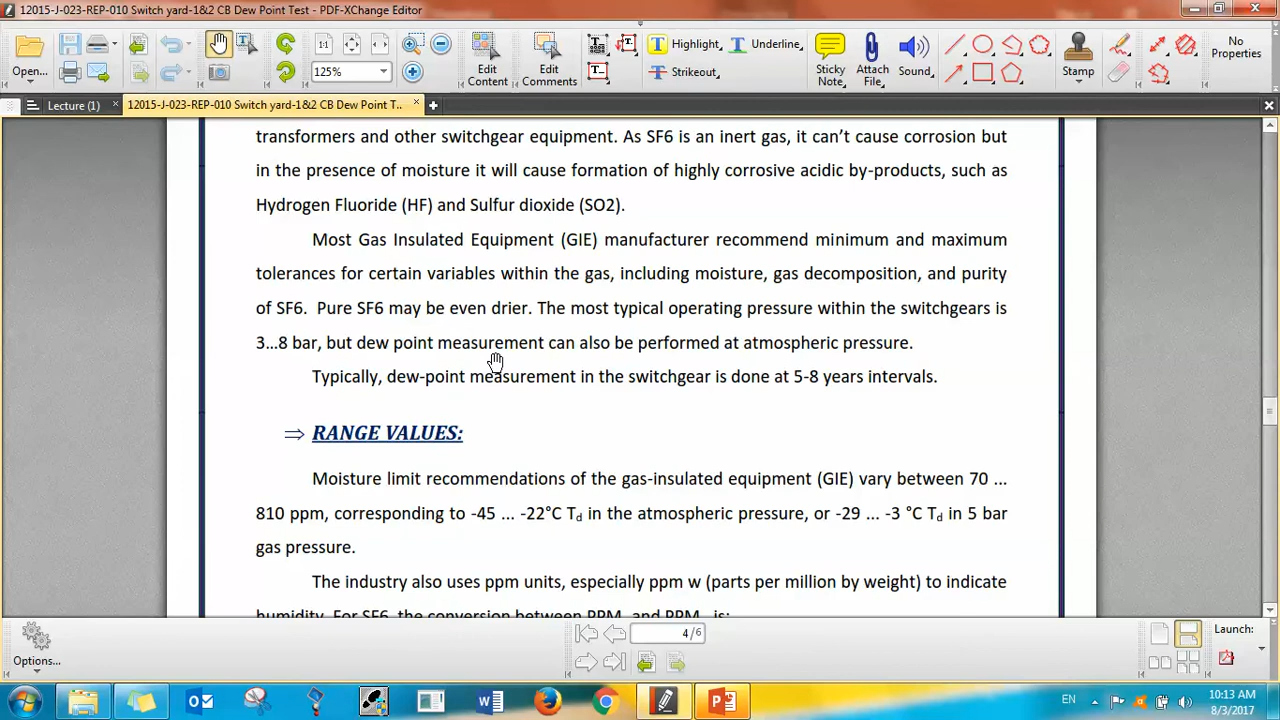 12015-J-023-REP-010 Switch yard-1&2 CB Dew Point Test - PDF-XChange Editor
Open...
125%
Edit Content
Edit Comments
Highlight
Underline
Strikeout
Sticky Note
Attach File
Sound
Stamp
No Properties
Lecture (1)
12015-J-023-REP-010 Switch yard-1&2 CB Dew Point T..
transformers and other switchgear equipment. As SF6 is an inert gas, it can't cause corrosion but
in the presence of moisture it will cause formation of highly corrosive acidic by-products, such as
Hydrogen Fluoride (HF) and Sulfur dioxide (SO2).
Most Gas Insulated Equipment (GIE) manufacturer recommend minimum and maximum
tolerances for certain variables within the gas, including moisture, gas decomposition, and purity
of SF6. Pure SF6 may be even drier. The most typical operating pressure within the switchgears is
3...8 bar, but dew point measurement can also be performed at atmospheric pressure.
Typically, dew-point measurement in the switchgear is done at 5-8 years intervals.
⇒ RANGE VALUES:
Moisture limit recommendations of the gas-insulated equipment (GIE) vary between 70 ...
810 ppm, corresponding to -45 ... -22°C Td in the atmospheric pressure, or -29 ... -3 °C Td in 5 bar
gas pressure.
The industry also uses ppm units, especially ppm w (parts per million by weight) to indicate
humidity. For SF6, the conversion between PPM and PPM is:
Options...
4/6
Launch:
EN
10:13 AM
8/3/2017